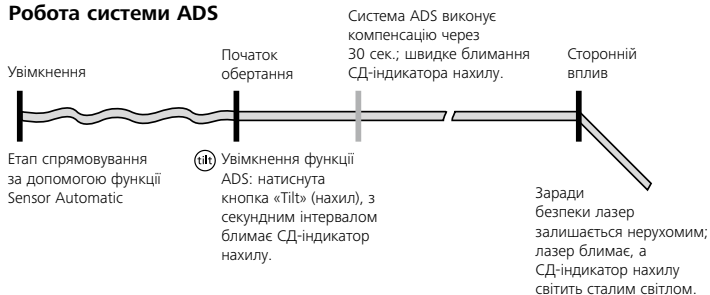 Робота системи ADS
Увімкнення
Початок
обертання
Система ADS виконує
компенсацію через
30 сек.; швидке блимання
СД-індикатора нахилу.
Сторонній
вплив
Етап спрямовування
за допомогою функції
Sensor Automatic
tilt
Увімкнення функції
ADS: натиснута
кнопка «Tilt» (нахил), з
секундним інтервалом
блимає СД-індикатор
нахилу.
Заради
безпеки лазер
залишається нерухомим;
лазер блимає, а
СД-індикатор нахилу
світить сталим світлом.